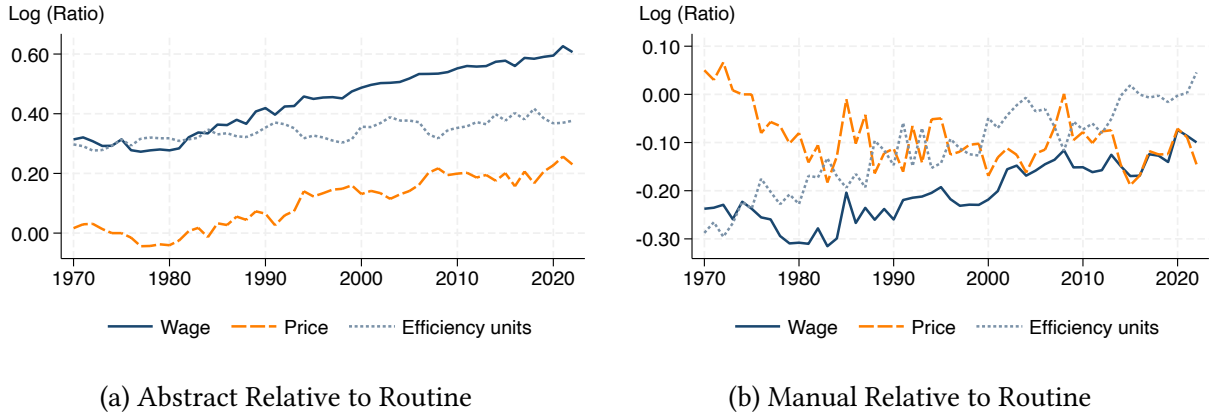 Log (Ratio)
0.60
0.40
0.20
0.00
1970 1980 1990 2000 2010 2020
Wage Price Efficiency units
(a) Abstract Relative to Routine
Log (Ratio)
0.10
0.00
-0.10
-0.20
-0.30
1970 1980 1990 2000 2010 2020
Wage Price Efficiency units
(b) Manual Relative to Routine